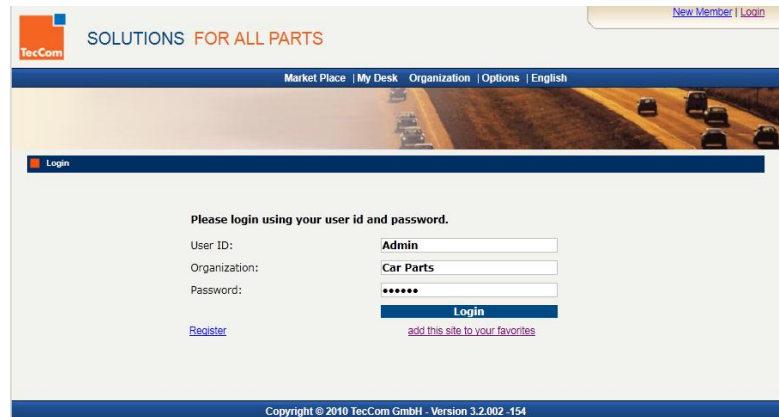 New Member | Login
TecCom
SOLUTIONS FOR ALL PARTS
Market Place | My Desk Organization | Options | English
Login
Please login using your user id and password.
User ID: Admin
Organization: Car Parts
Password: ••••••
Login
Register add this site to your favorites
Copyright © 2010 TecCom GmbH - Version 3.2.002 -154